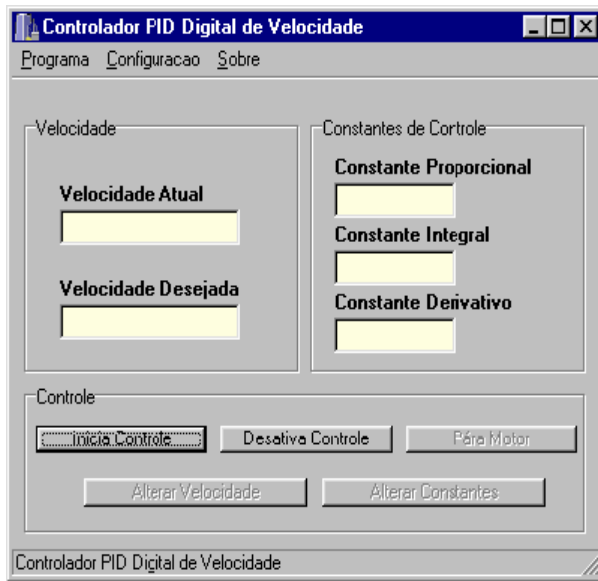 Controlador PID Digital de Velocidade
Programa Configuracao Sobre
Velocidade
Velocidade Atual
Velocidade Desejada
Constantes de Controle
Constante Proporcional
Constante Integral
Constante Derivativo
Controle
Inicia Controle Desativa Controle Pára Motor
Alterar Velocidade Alterar Constantes
Controlador PID Digital de Velocidade